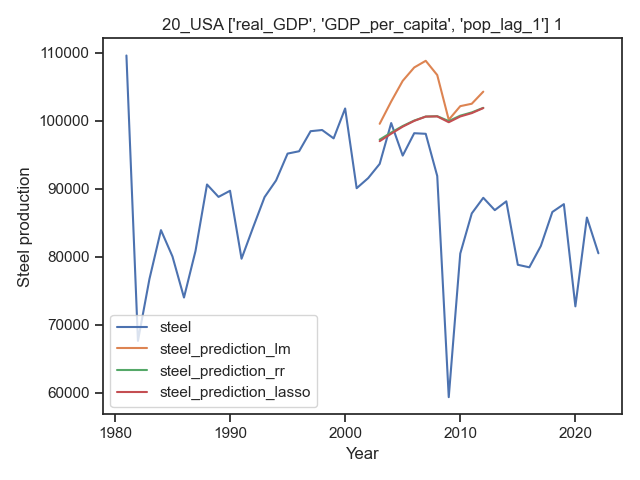 20_USA ['real_GDP', 'GDP_per_capita', 'pop_lag_1'] 1
110000
100000
90000
80000
70000
60000
Steel production
steel
steel_prediction_lm
steel_prediction_rr
steel_prediction_lasso
1980
1990
2000
2010
2020
Year